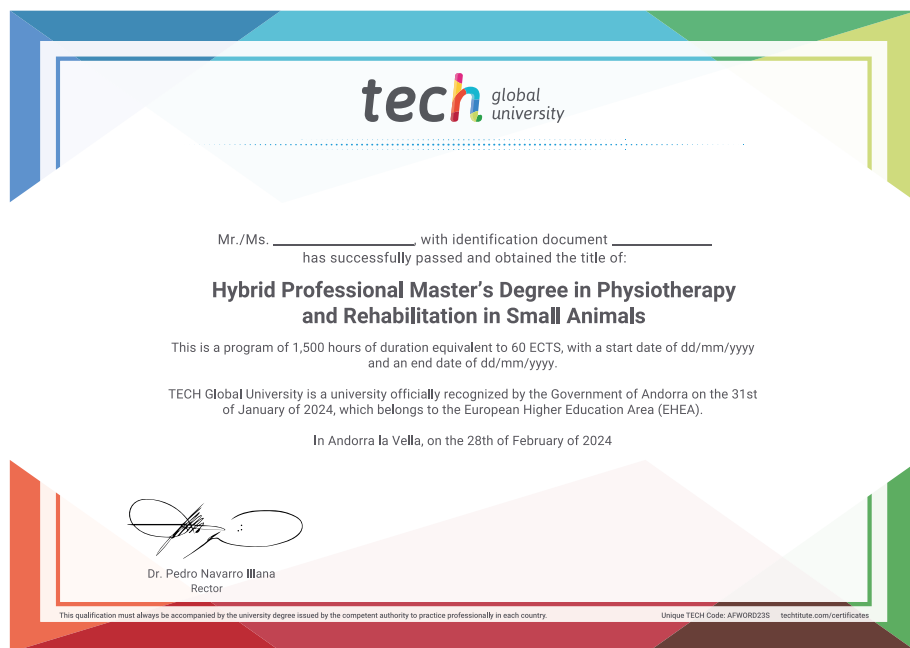 tech global
university
Mr./Ms. ____________, with identification document ____________
has successfully passed and obtained the title of:
Hybrid Professional Master’s Degree in Physiotherapy
and Rehabilitation in Small Animals
This is a program of 1,500 hours of duration equivalent to 60 ECTS, with a start date of dd/mm/yyyy
and an end date of dd/mm/yyyy.
TECH Global University is a university officially recognized by the Government of Andorra on the 31st
of January of 2024, which belongs to the European Higher Education Area (EHEA).
In Andorra la Vella, on the 28th of February of 2024
Dr. Pedro Navarro Illana
Rector
This qualification must always be accompanied by the university degree issued by the competent authority to practice professionally in each country.
Unique TECH Code: AFWORD23S techtitute.com/certificates